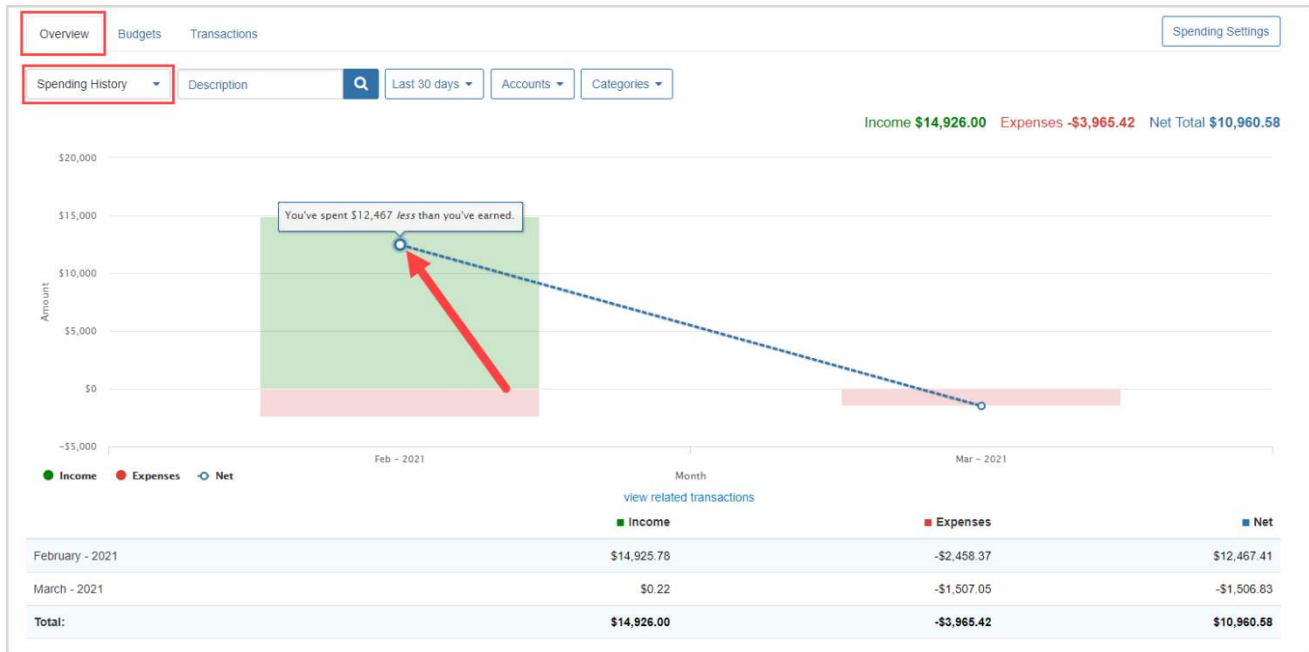 Overview Budgets Transactions Spending Settings
Spending History Description Last 30 days Accounts Categories
Income $14,926.00 Expenses -$3,965.42 Net Total $10,960.58
$20,000
$15,000
You've spent $12,467 less than you've earned.
$10,000
Amount
$5,000
$0
-$5,000
Feb - 2021 Mar - 2021
Income Expenses Net Month
view related transactions
Income Expenses Net
February - 2021 $14,925.78 -$2,458.37 $12,467.41
March - 2021 $0.22 -$1,507.05 -$1,506.83
Total: $14,926.00 -$3,965.42 $10,960.58